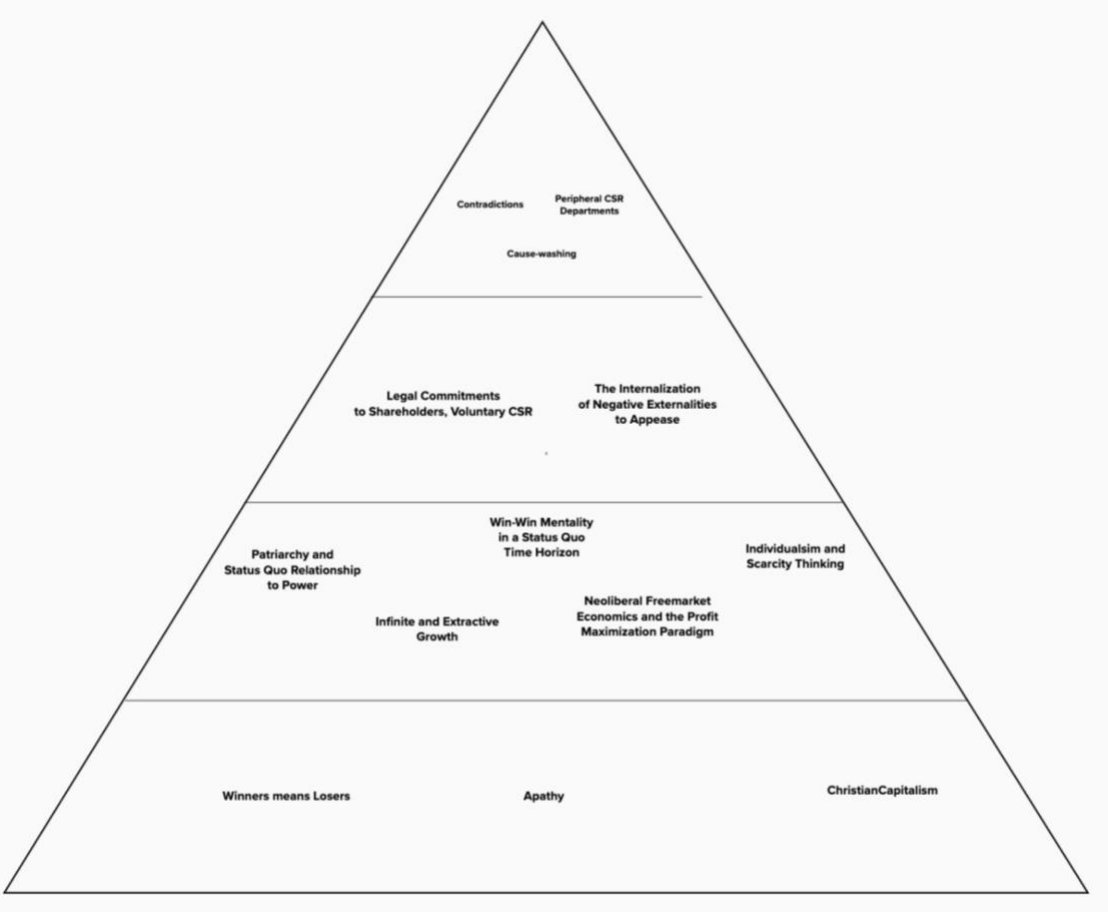 Contradictions
Peripheral CSR
Departments
Cause-washing
Legal Commitments
to Shareholders, Voluntary CSR
The Internalization
of Negative Externalities
to Appease
Win-Win Mentality
in a Status Quo
Time Horizon
Patriarchy and
Status Quo Relationship
to Power
Individualsim and
Scarcity Thinking
Infinite and Extractive
Growth
Neoliberal Freemarket
Economics and the Profit
Maximization Paradigm
Winners means Losers
Apathy
ChristianCapitalism